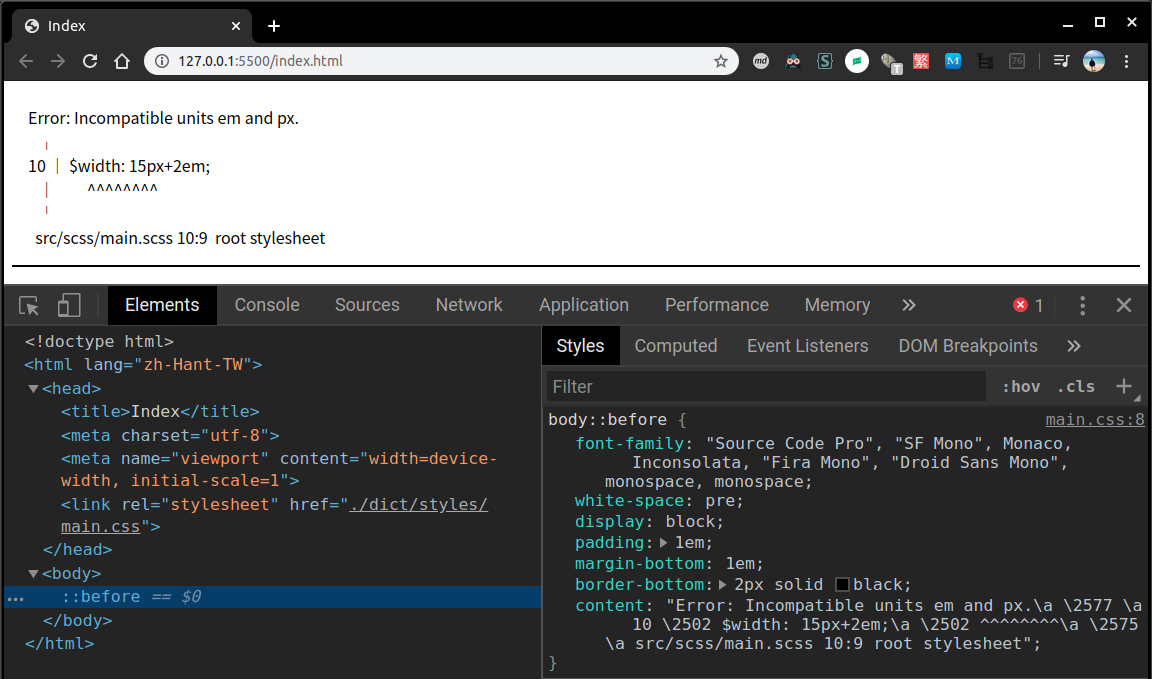 Index
127.0.0.1:5500/index.html
md
S
T
繁
M
76
Error: Incompatible units em and px.
╷
10 │ $width: 15px+2em;
│ ^^^^^^^^
╵
src/scss/main.scss 10:9 root stylesheet
Elements Console Sources Network Application Performance Memory » 1
<!doctype html>
<html lang="zh-Hant-TW">
<head>
<title>Index</title>
<meta charset="utf-8">
<meta name="viewport" content="width=device-
width, initial-scale=1">
<link rel="stylesheet" href="./dict/styles/
main.css">
</head>
<body>
... ::before == $0
</body>
</html>
Styles Computed Event Listeners DOM Breakpoints »
Filter :hov .cls +
body::before { main.css:8
font-family: "Source Code Pro", "SF Mono", Monaco,
Inconsolata, "Fira Mono", "Droid Sans Mono",
monospace, monospace;
white-space: pre;
display: block;
padding: 1em;
margin-bottom: 1em;
border-bottom: 2px solid black;
content: "Error: Incompatible units em and px.\a \2577 \a
10 \2502 $width: 15px+2em;\a \2502 ^^^^^^^^\a \2575
\a src/scss/main.scss 10:9 root stylesheet";
}